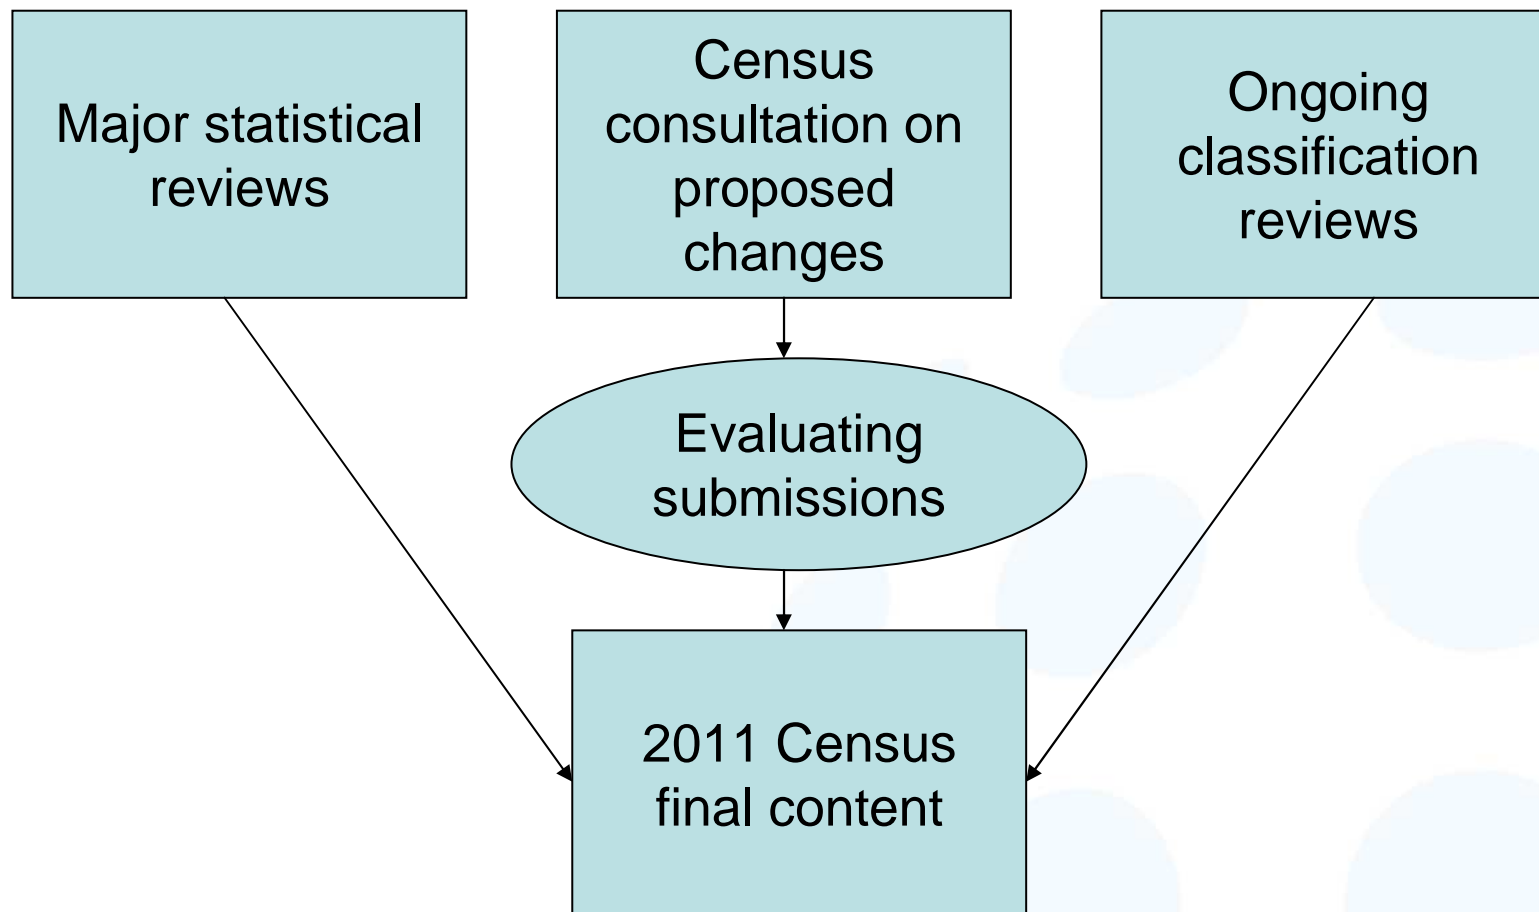 Major statistical
reviews
Census
consultation on
proposed
changes
Ongoing
classification
reviews
Evaluating
submissions
2011 Census
final content